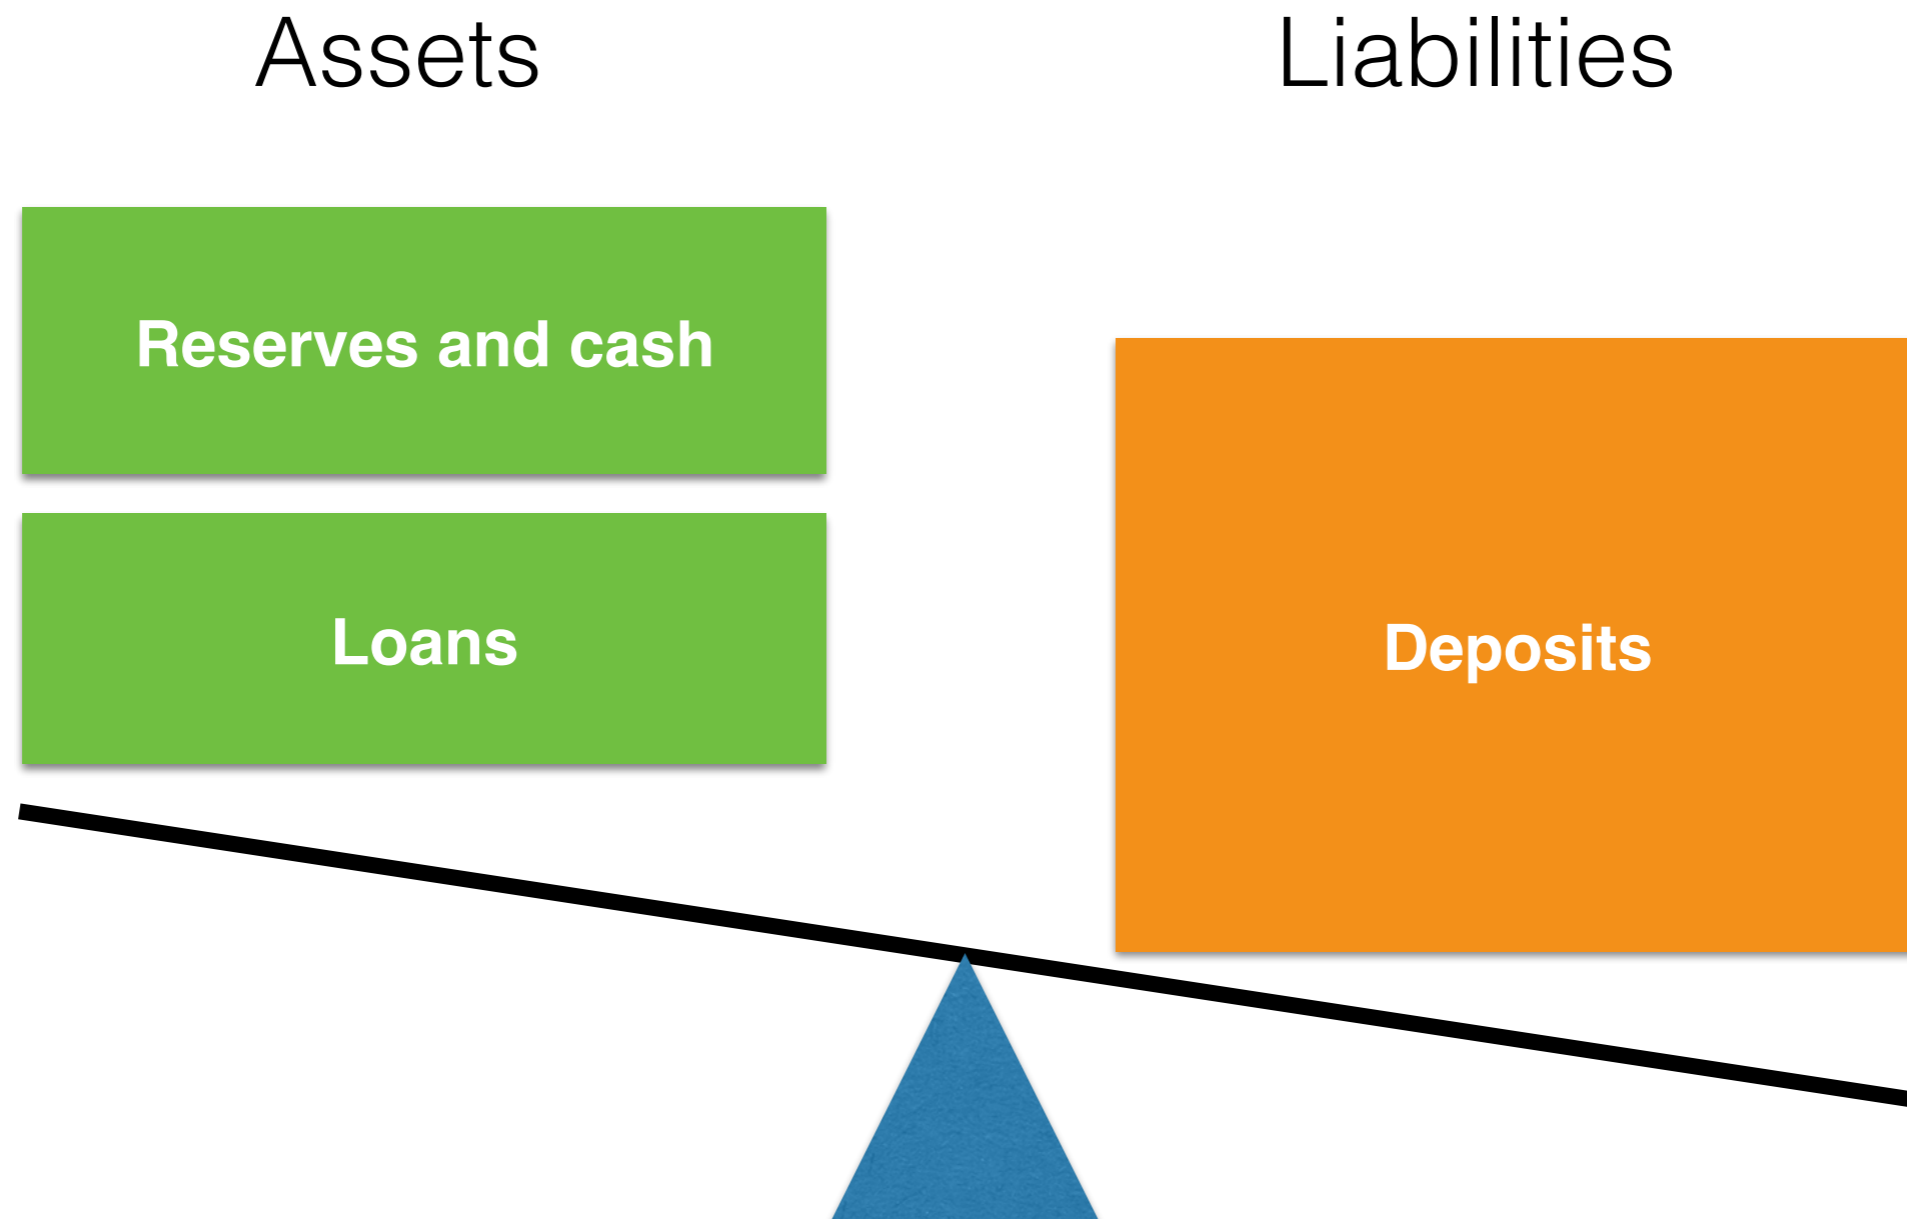 Assets
Liabilities
Reserves and cash
Loans
Deposits